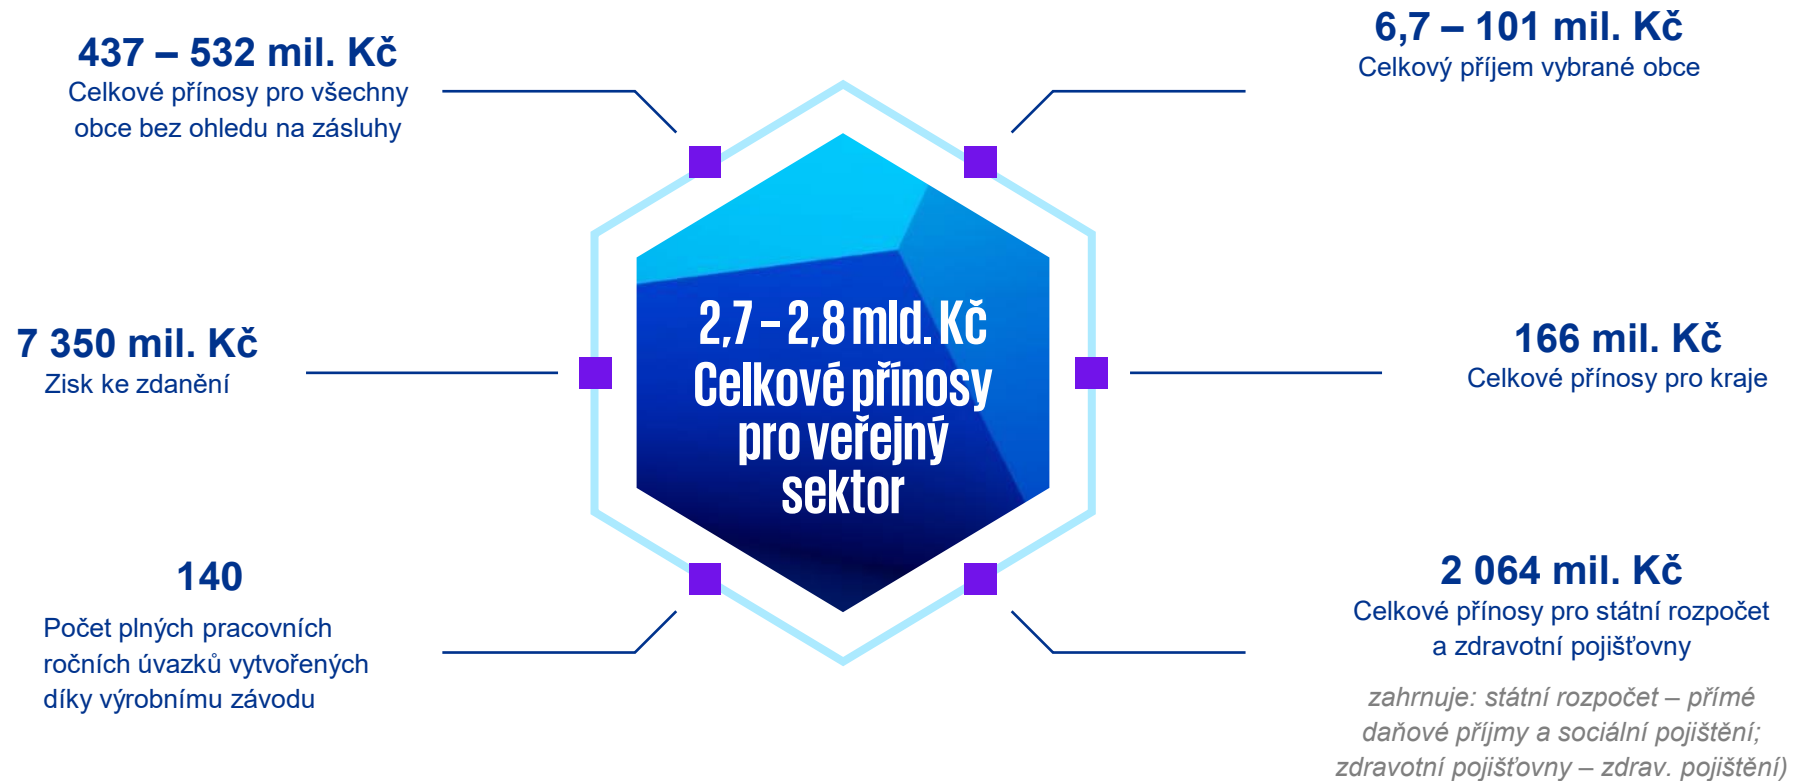 437 – 532 mil. Kč
Celkové přínosy pro všechny
obce bez ohledu na zásluhy
6,7 – 101 mil. Kč
Celkový příjem vybrané obce
7 350 mil. Kč
Zisk ke zdanění
2,7 – 2,8 mld. Kč
Celkové přínosy
pro veřejný
sektor
166 mil. Kč
Celkové přínosy pro kraje
140
Počet plných pracovních
ročních úvazků vytvořených
díky výrobnímu závodu
2 064 mil. Kč
Celkové přínosy pro státní rozpočet
a zdravotní pojišťovny
zahrnuje: státní rozpočet – přímé
daňové příjmy a sociální pojištění;
zdravotní pojišťovny – zdrav. pojištění)